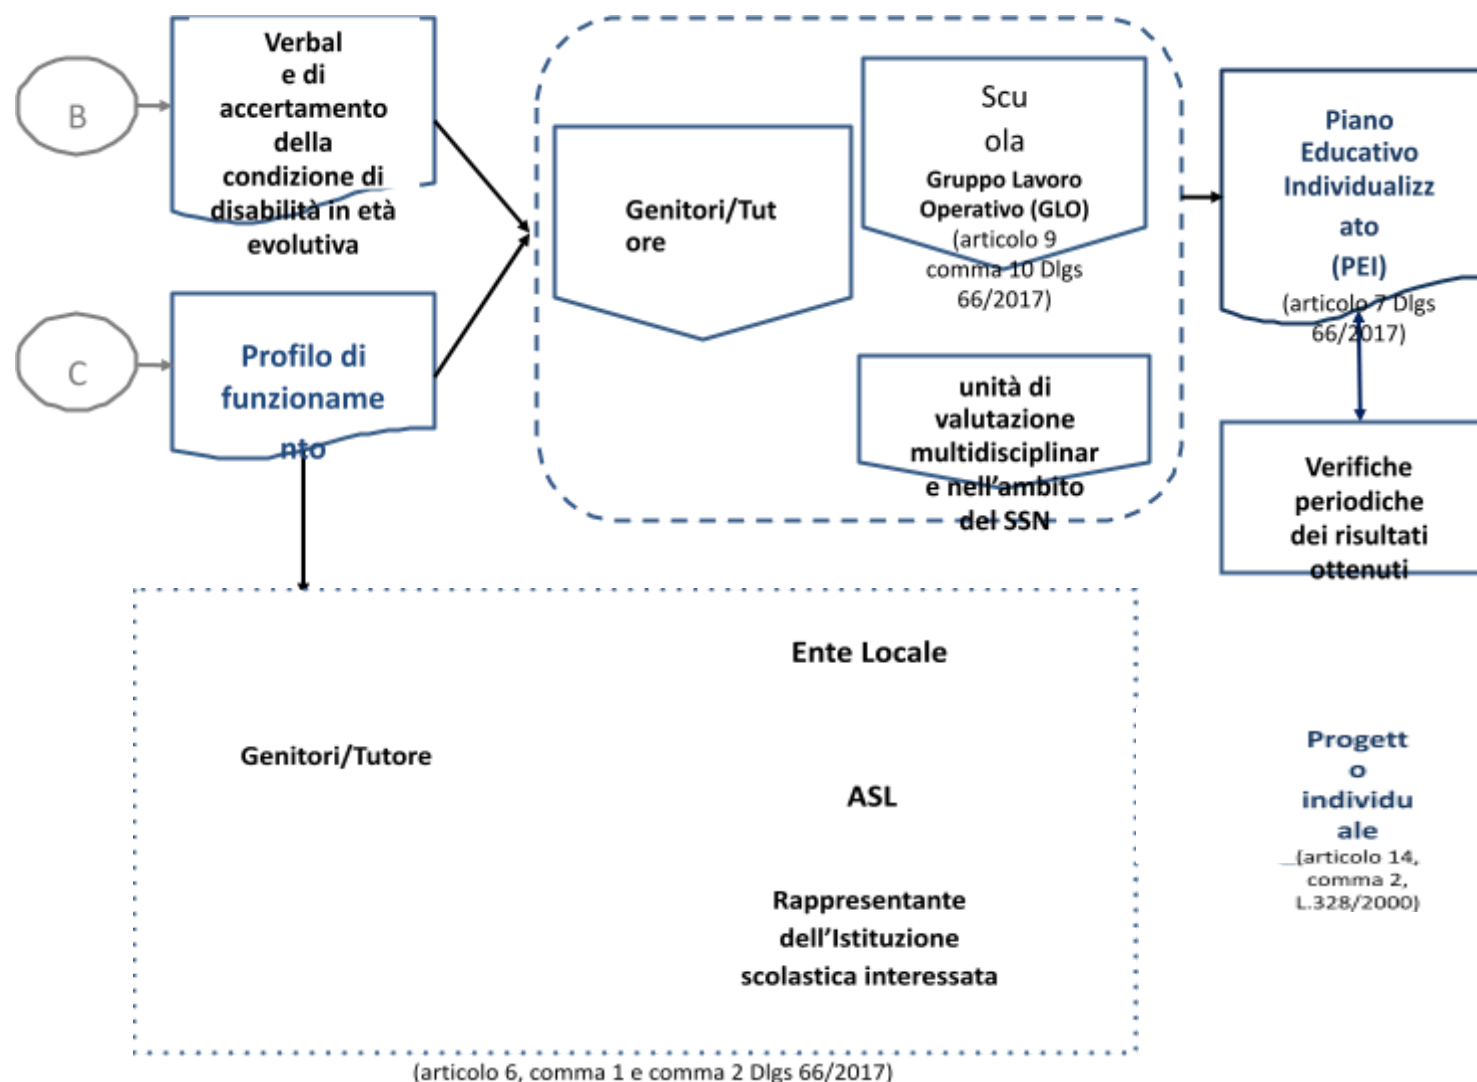 B
Verbal
e di
accertamento
della
condizione di
disabilità in età
evolutiva
C
Profilo di
funzioname
nto
Genitori/Tut
ore
Scu
ola
Gruppo Lavoro
Operativo (GLO)
(articolo 9
comma 10 Dlgs
66/2017)
unità di
valutazione
multidisciplinar
e nell'ambito
del SSN
Piano
Educativo
Individualizz
ato
(PEI)
(articolo 7 Dlgs
66/2017)
Verifiche
periodiche
dei risultati
ottenuti
Genitori/Tutore
Ente Locale
ASL
Rappresentante
dell'Istituzione
scolastica interessata
(articolo 6, comma 1 e comma 2 Dlgs 66/2017)
Progett
o
individu
ale
(articolo 14,
comma 2,
L.328/2000)